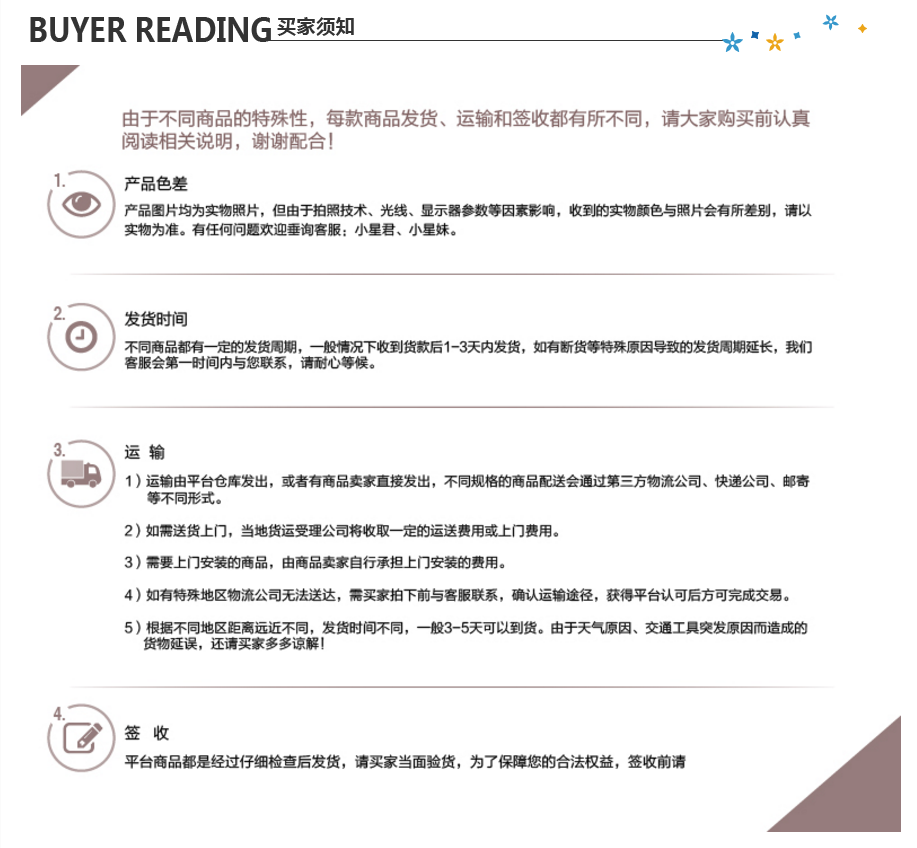 BUYER READING 买家须知
由于不同商品的特殊性，每款商品发货、运输和签收都有所不同，请大家购买前认真
阅读相关说明，谢谢配合！
1.
产品色差
产品图片均为实物照片，但由于拍照技术、光线、显示器参数等因素影响，收到的实物颜色与照片会有所差别，请以
实物为准。有任何问题欢迎垂询客服：小星君、小星妹。
2.
发货时间
不同商品都有一定的发货周期，一般情况下收到货款后1-3天内发货，如有断货等特殊原因导致的发货周期延长，我们
客服会第一时间内与您联系，请耐心等候。
3.
运 输
1）运输由平台仓库发出，或者有商品卖家直接发出，不同规格的商品配送会通过第三方物流公司、快递公司、邮寄
等不同形式。
2）如需送货上门，当地货运受理公司将收取一定的运送费用或上门费用。
3）需要上门安装的商品，由商品卖家自行承担上门安装的费用。
4）如有特殊地区物流公司无法送达，需买家拍下前与客服联系，确认运输途径，获得平台认可后方可完成交易。
5）根据不同地区距离远近不同，发货时间不同，一般3-5天可以到货。由于天气原因、交通工具突发原因而造成的
货物延误，还请买家多多谅解！
4.
签 收
平台商品都是经过仔细检查后发货，请买家当面验货，为了保障您的合法权益，签收前请